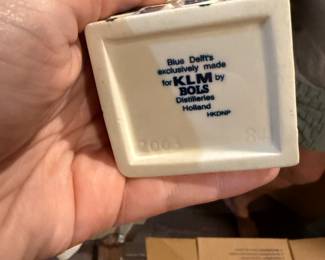 Blue Delft's
exclusively made
for KLM by
BOLS
Distilleries
Holland
HKDNP